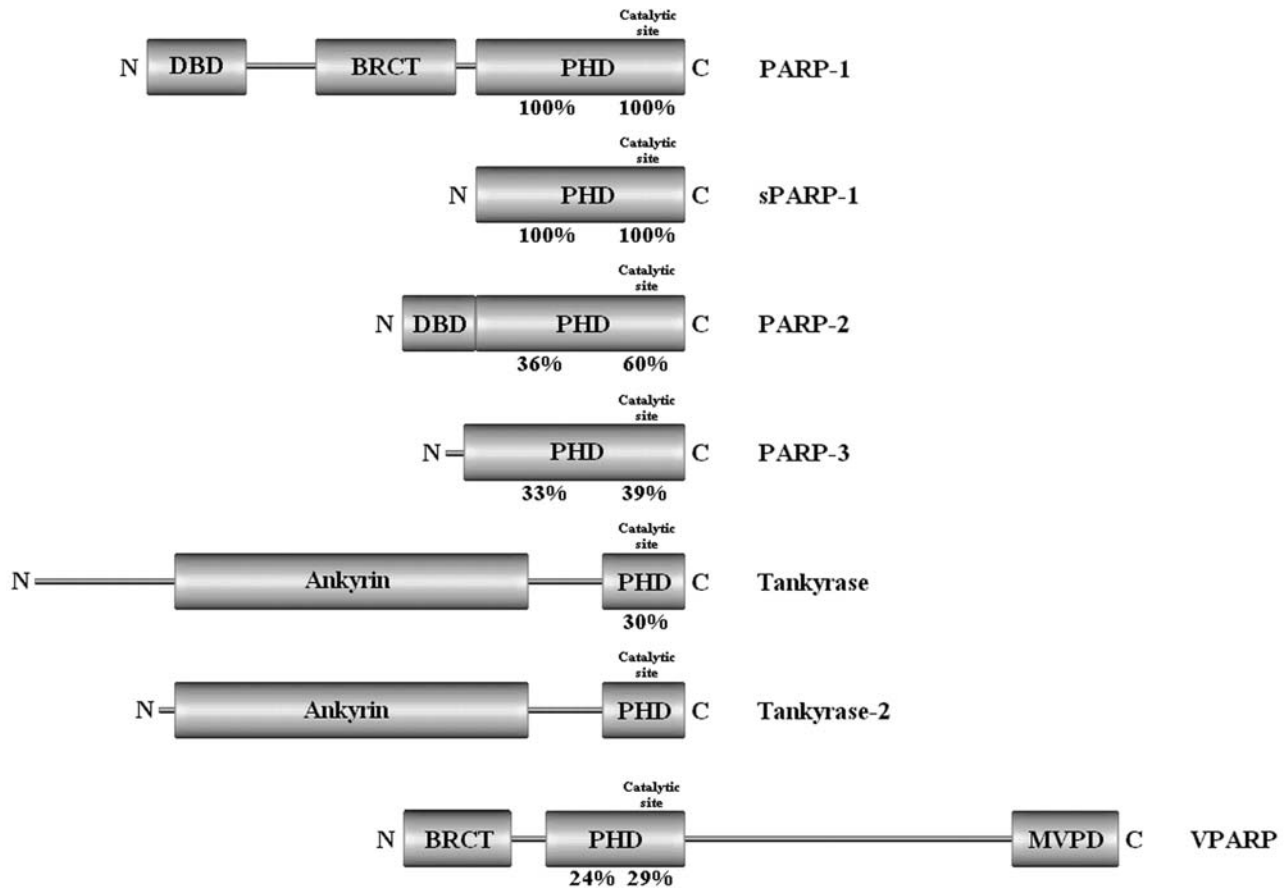 Catalytic
site
N DBD BRCT PHD C PARP-1
100% 100%
Catalytic
site
N PHD C sPARP-1
100% 100%
Catalytic
site
N DBD PHD C PARP-2
36% 60%
Catalytic
site
N PHD C PARP-3
33% 39%
Catalytic
site
N Ankyrin PHD C Tankyrase
30%
Catalytic
site
N Ankyrin PHD C Tankyrase-2
Catalytic
site
N BRCT PHD MVPD C VPARP
24% 29%